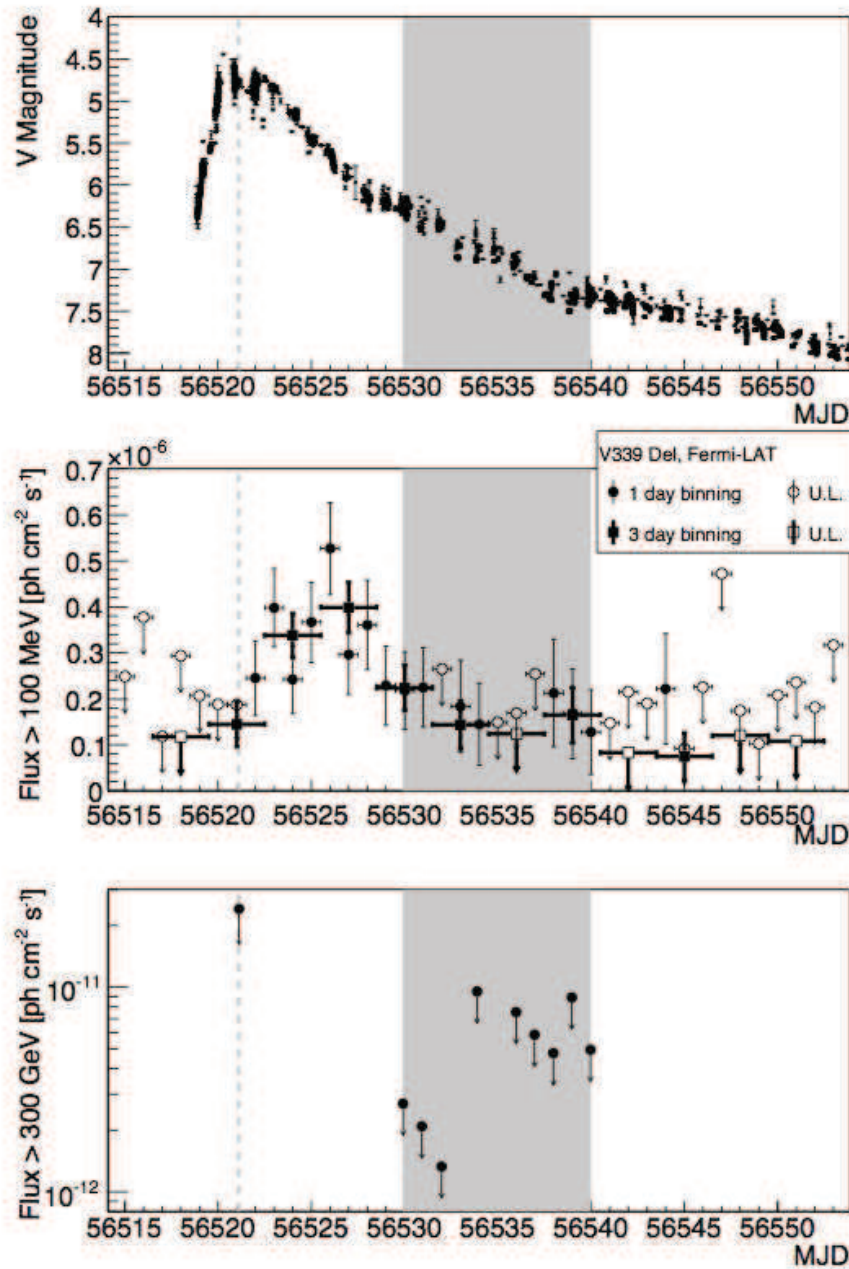 V Magnitude
4
4.5
5
5.5
6
6.5
7
7.5
8
56515 56520 56525 56530 56535 56540 56545 56550
MJD
×10⁻⁶
V339 Del, Fermi-LAT
1 day binning U.L.
3 day binning U.L.
Flux > 100 MeV [ph cm⁻² s⁻¹]
0.7
0.6
0.5
0.4
0.3
0.2
0.1
0
56515 56520 56525 56530 56535 56540 56545 56550
MJD
Flux > 300 GeV [ph cm⁻² s⁻¹]
10⁻¹¹
10⁻¹²
56515 56520 56525 56530 56535 56540 56545 56550
MJD